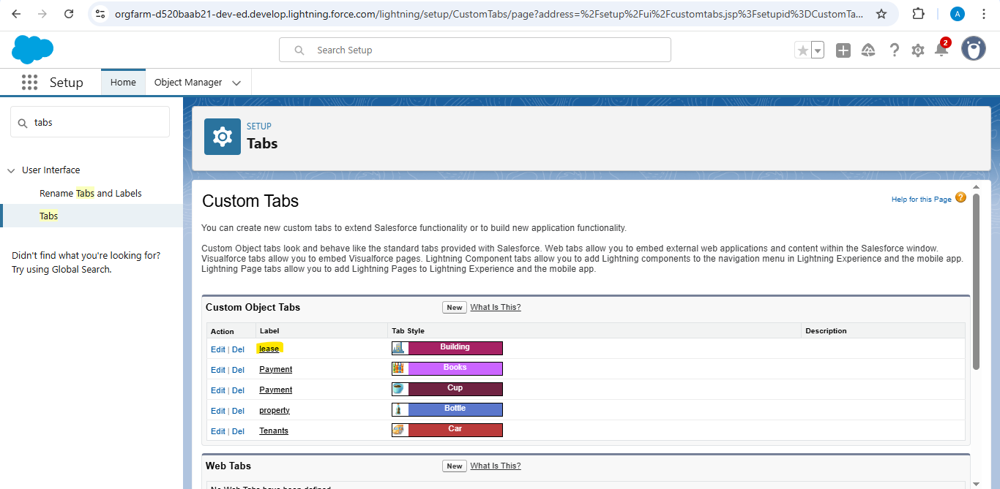 orgfarm-d520baab21-dev-ed.develop.lightning.force.com/lightning/setup/CustomTabs/page?address=%2Fsetup%2Fui%2Fcustomtabs.jsp%3Fsetupid%3DCustomTa...
A
Search Setup
2
Setup
Home
Object Manager
tabs
User Interface
Rename Tabs and Labels
Tabs
Didn't find what you're looking for?
Try using Global Search.
SETUP
Tabs
Custom Tabs
Help for this Page ?
You can create new custom tabs to extend Salesforce functionality or to build new application functionality.
Custom Object tabs look and behave like the standard tabs provided with Salesforce. Web tabs allow you to embed external web applications and content within the Salesforce window.
Visualforce tabs allow you to embed Visualforce pages. Lightning Component tabs allow you to add Lightning components to the navigation menu in Lightning Experience and the mobile app.
Lightning Page tabs allow you to add Lightning Pages to Lightning Experience and the mobile app.
Custom Object Tabs New What Is This?
Action Label Tab Style Description
Edit | Del lease Building
Edit | Del Payment Books
Edit | Del Payment Cup
Edit | Del property Bottle
Edit | Del Tenants Car
Web Tabs New What Is This?
No Web Tabs have been defined